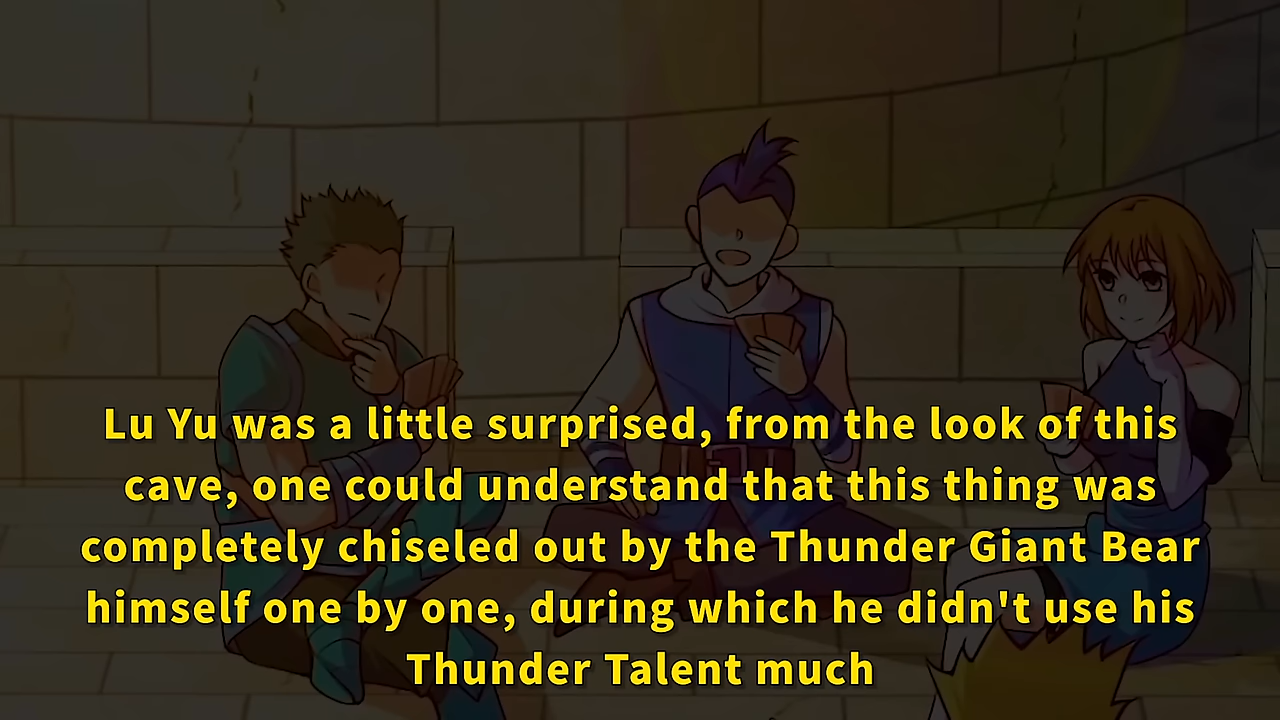 Lu Yu was a little surprised, from the look of this
cave, one could understand that this thing was
completely chiseled out by the Thunder Giant Bear
himself one by one, during which he didn't use his
Thunder Talent much